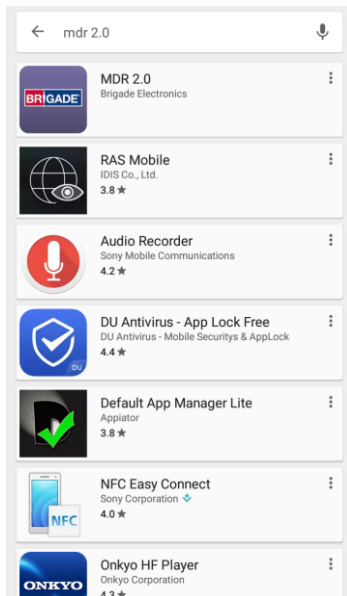 mdr 2.0
MDR 2.0
BRIGADE
Brigade Electronics
RAS Mobile
IDIS Co., Ltd.
3.8 ★
Audio Recorder
Sony Mobile Communications
4.2 ★
DU Antivirus - App Lock Free
DU Antivirus - Mobile Securitys & AppLock
4.4 ★
DU
Default App Manager Lite
Appiator
3.8 ★
NFC Easy Connect
Sony Corporation
4.0 ★
NFC
Onkyo HF Player
Onkyo Corporation
ONKYO
4.3 ★